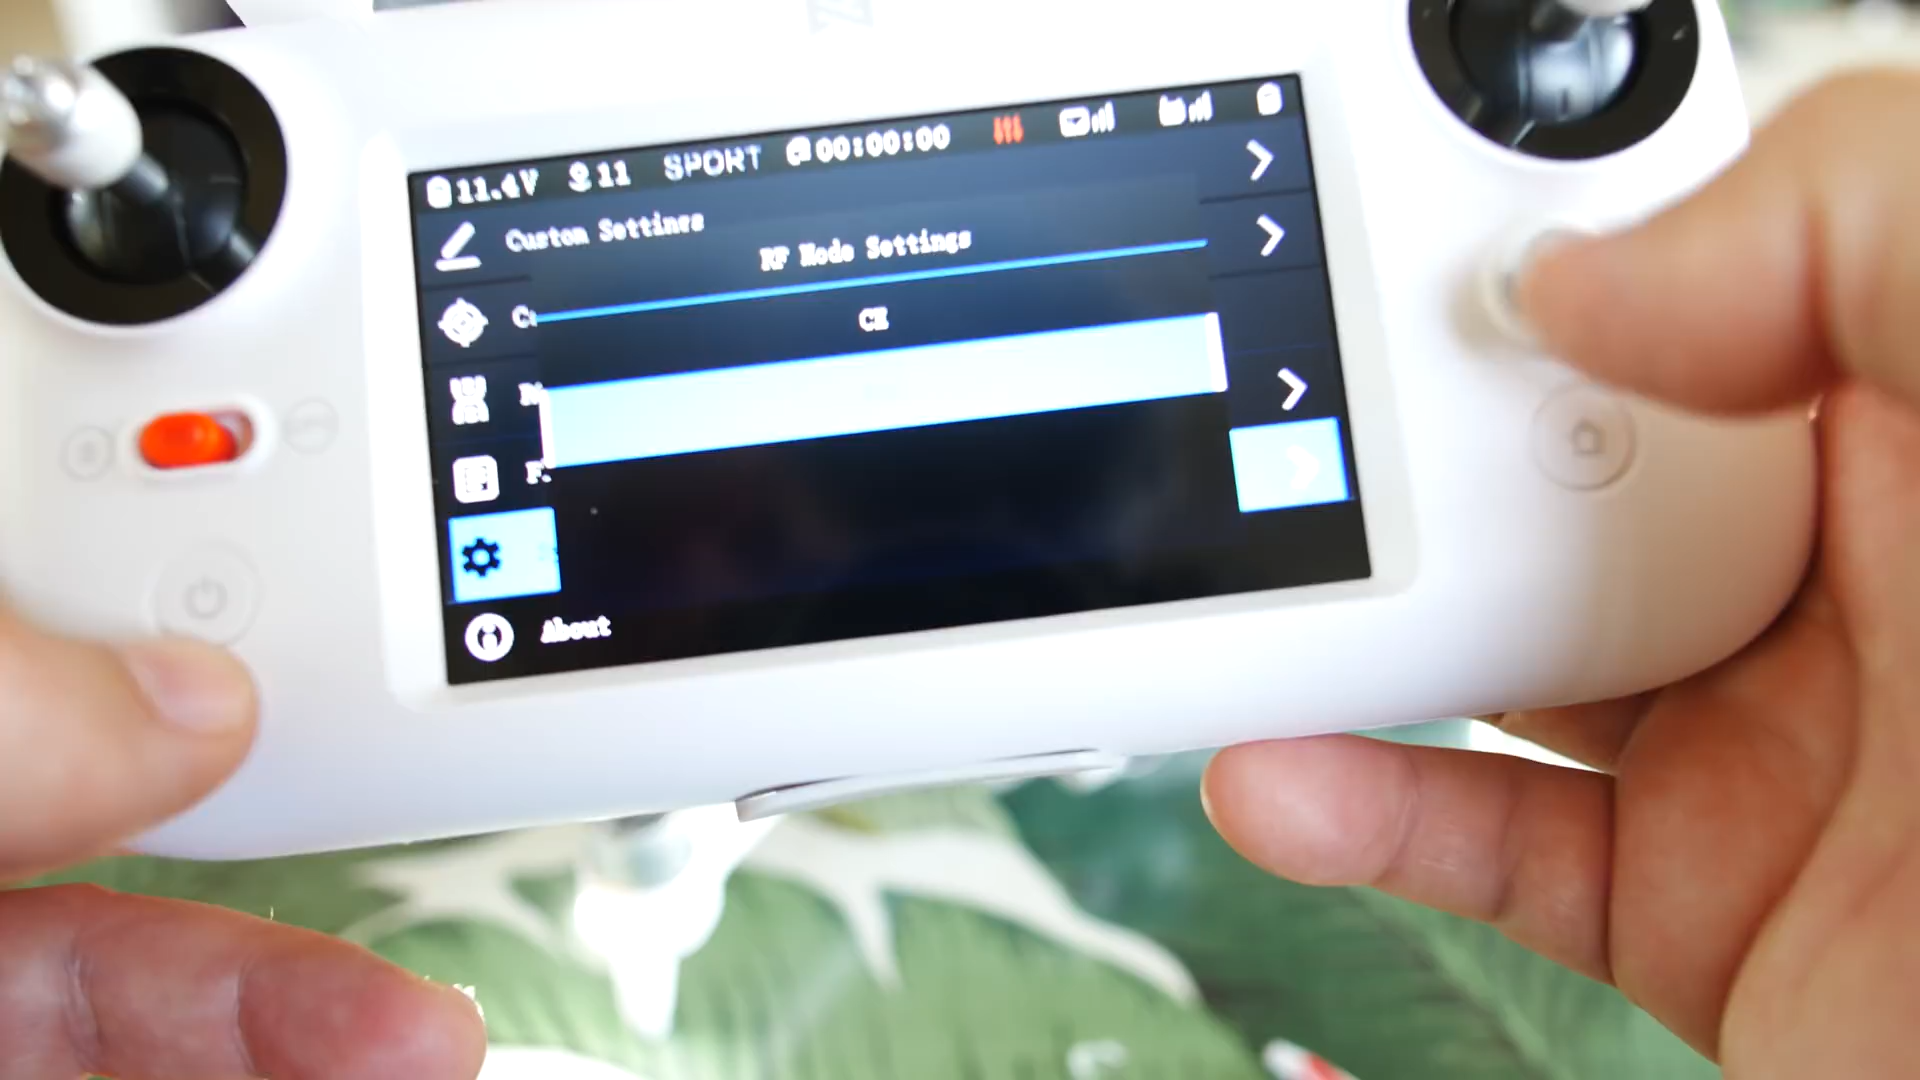 11.4V 11 SPORT 00:00:00
Custom Settings
RF Mode Settings
CE
About